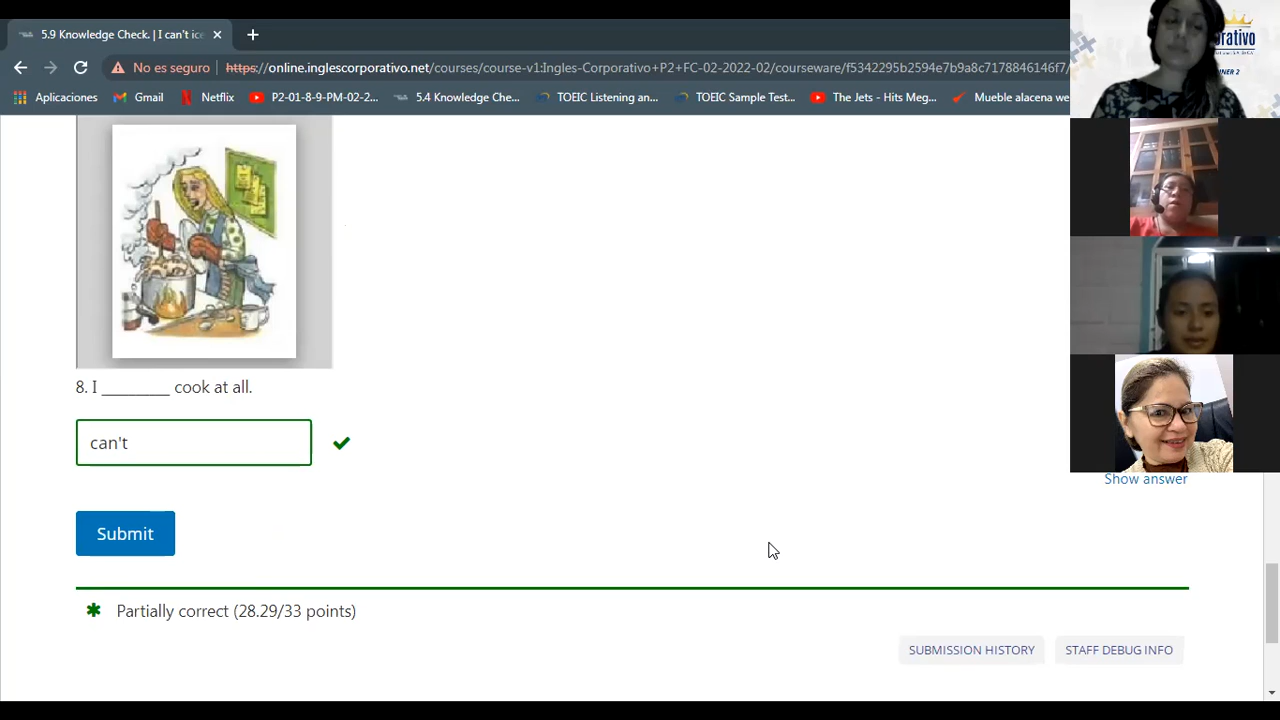 5.9 Knowledge Check. | I can't ice
No es seguro
https://online.inglescorporativo.net/courses/course-v1:Ingles-Corporativo+P2+FC-02-2022-02/courseware/f5342295b2594e7b9a8c7178846146f7/
Aplicaciones
Gmail
Netflix
P2-01-8-9-PM-02-2...
5.4 Knowledge Che...
TOEIC Listening an...
TOEIC Sample Test...
The Jets - Hits Meg...
Mueble alacena we
8. I _________ cook at all.
can't
Show answer
Submit
Partially correct (28.29/33 points)
SUBMISSION HISTORY
STAFF DEBUG INFO